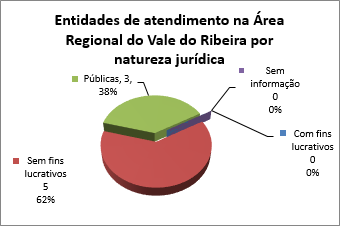 Entidades de atendimento na Área
Regional do Vale do Ribeira por
natureza jurídica
Públicas, 3,
38%
Sem
informação
0
0%
Com fins
lucrativos
0
0%
Sem fins
lucrativos
5
62%